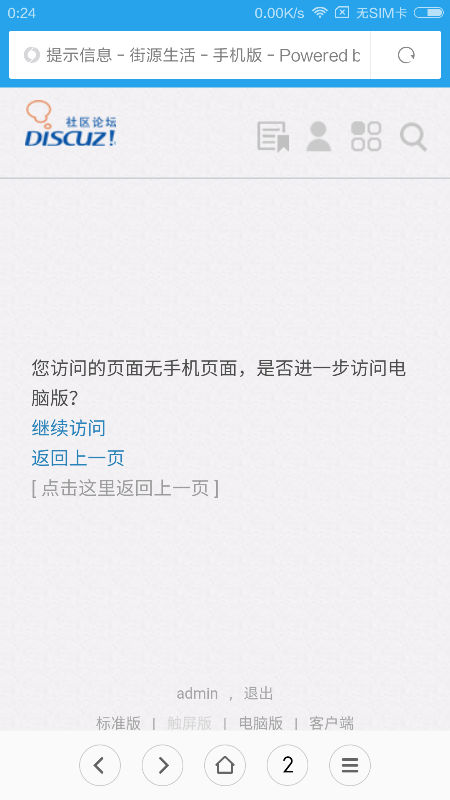 0:24 0.00K/s 无SIM卡
提示信息 - 街源生活 - 手机版 - Powered b
社区论坛
DISCUZ!
您访问的页面无手机页面，是否进一步访问电
脑版?
继续访问
返回上一页
[ 点击这里返回上一页 ]
admin , 退出
标准版 | 触屏版 | 电脑版 | 客户端
2